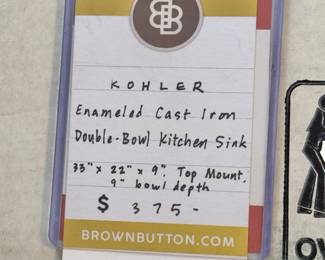 KOHLER
Enameled Cast Iron
Double-Bowl Kitchen Sink
33" x 22" x 9". Top Mount.
9" bowl depth
$ 375-
BROWNBUTTON.COM